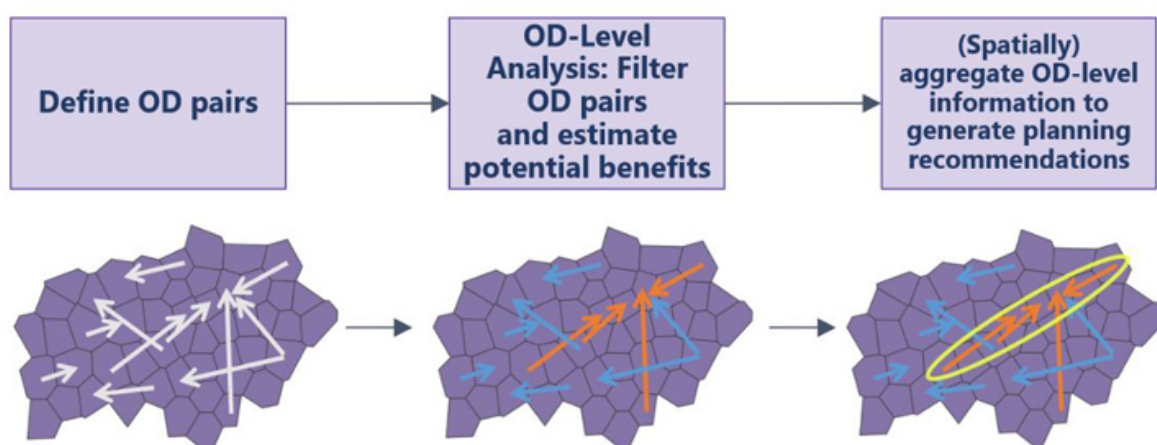 Define OD pairs
OD-Level
Analysis: Filter
OD pairs
and estimate
potential benefits
(Spatially)
aggregate OD-level
information to
generate planning
recommendations